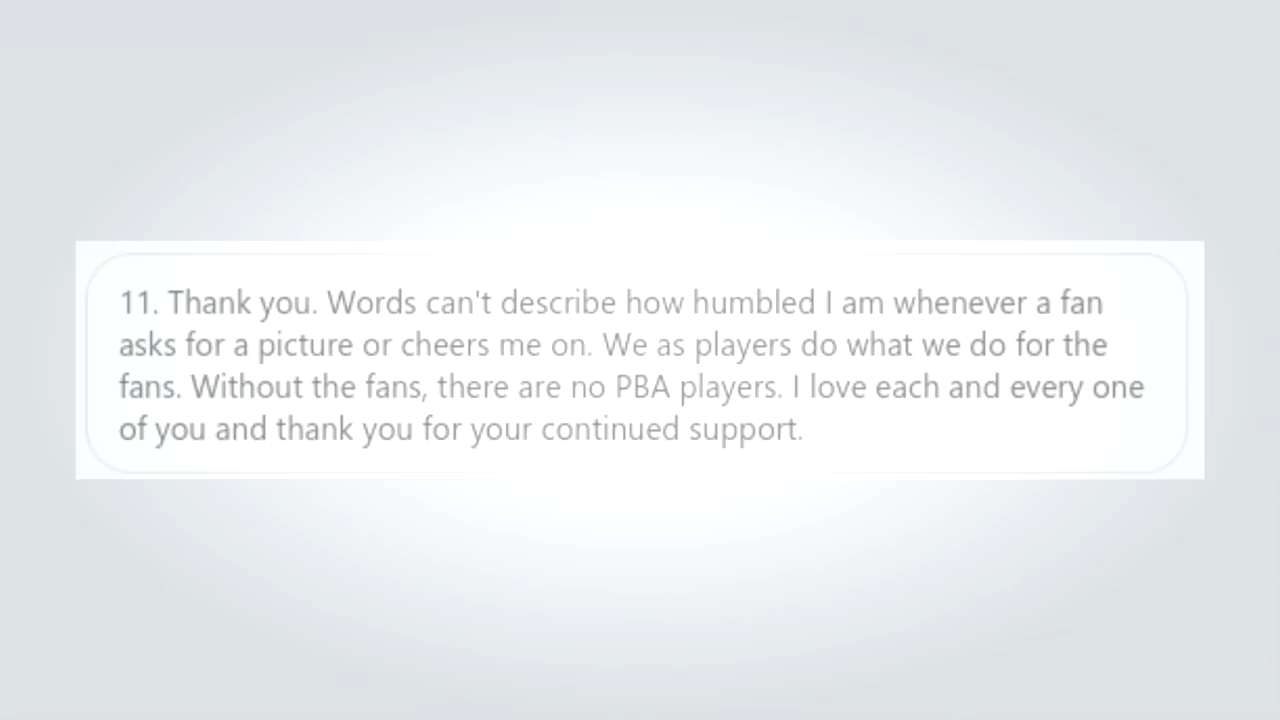 11. Thank you. Words can't describe how humbled I am whenever a fan
asks for a picture or cheers me on. We as players do what we do for the
fans. Without the fans, there are no PBA players. I love each and every one
of you and thank you for your continued support.